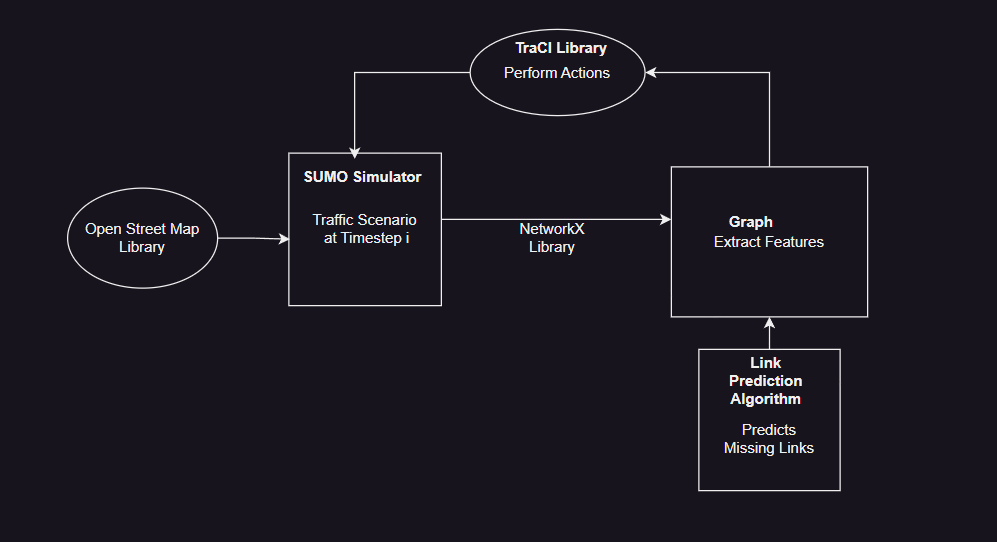 TraCI Library
Perform Actions
SUMO Simulator
Traffic Scenario
at Timestep i
Open Street Map
Library
NetworkX
Library
Graph
Extract Features
Link
Prediction
Algorithm
Predicts
Missing Links